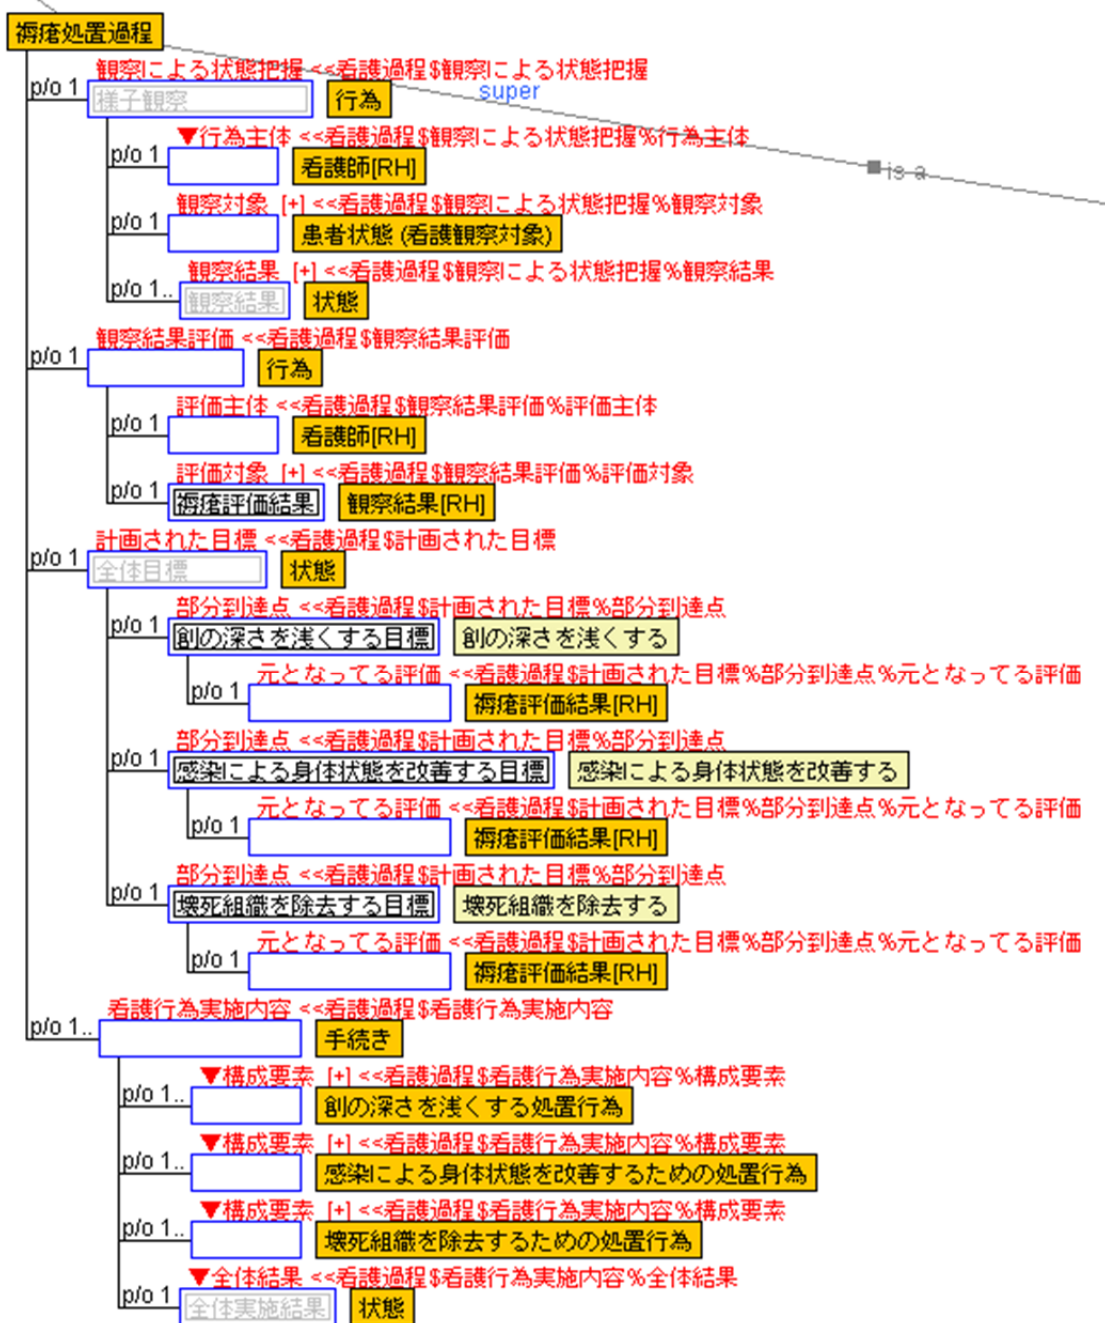 褥瘡処置過程
観察による状態把握 <<看護過程$観察による状態把握
p/o 1 様子観察 行為 super
▼行為主体 <<看護過程$観察による状態把握%行為主体
p/o 1 看護師[RH] is-a
観察対象 [+] <<看護過程$観察による状態把握%観察対象
p/o 1 患者状態 (看護観察対象)
観察結果 [+] <<看護過程$観察による状態把握%観察結果
p/o 1.. 観察結果 状態
観察結果評価 <<看護過程$観察結果評価
p/o 1 行為
評価主体 <<看護過程$観察結果評価%評価主体
p/o 1 看護師[RH]
評価対象 [+] <<看護過程$観察結果評価%評価対象
p/o 1 褥瘡評価結果 観察結果[RH]
計画された目標 <<看護過程$計画された目標
p/o 1 全体目標 状態
部分到達点 <<看護過程$計画された目標%部分到達点
p/o 1 創の深さを浅くする目標 創の深さを浅くする
元となってる評価 <<看護過程$計画された目標%部分到達点%元となってる評価
p/o 1 褥瘡評価結果[RH]
部分到達点 <<看護過程$計画された目標%部分到達点
p/o 1 感染による身体状態を改善する目標 感染による身体状態を改善する
元となってる評価 <<看護過程$計画された目標%部分到達点%元となってる評価
p/o 1 褥瘡評価結果[RH]
部分到達点 <<看護過程$計画された目標%部分到達点
p/o 1 壊死組織を除去する目標 壊死組織を除去する
元となってる評価 <<看護過程$計画された目標%部分到達点%元となってる評価
p/o 1 褥瘡評価結果[RH]
看護行為実施内容 <<看護過程$看護行為実施内容
p/o 1.. 手続き
▼構成要素 [+] <<看護過程$看護行為実施内容%構成要素
p/o 1.. 創の深さを浅くする処置行為
▼構成要素 [+] <<看護過程$看護行為実施内容%構成要素
p/o 1.. 感染による身体状態を改善するための処置行為
▼構成要素 [+] <<看護過程$看護行為実施内容%構成要素
p/o 1.. 壊死組織を除去するための処置行為
▼全体結果 <<看護過程$看護行為実施内容%全体結果
p/o 1 全体実施結果 状態